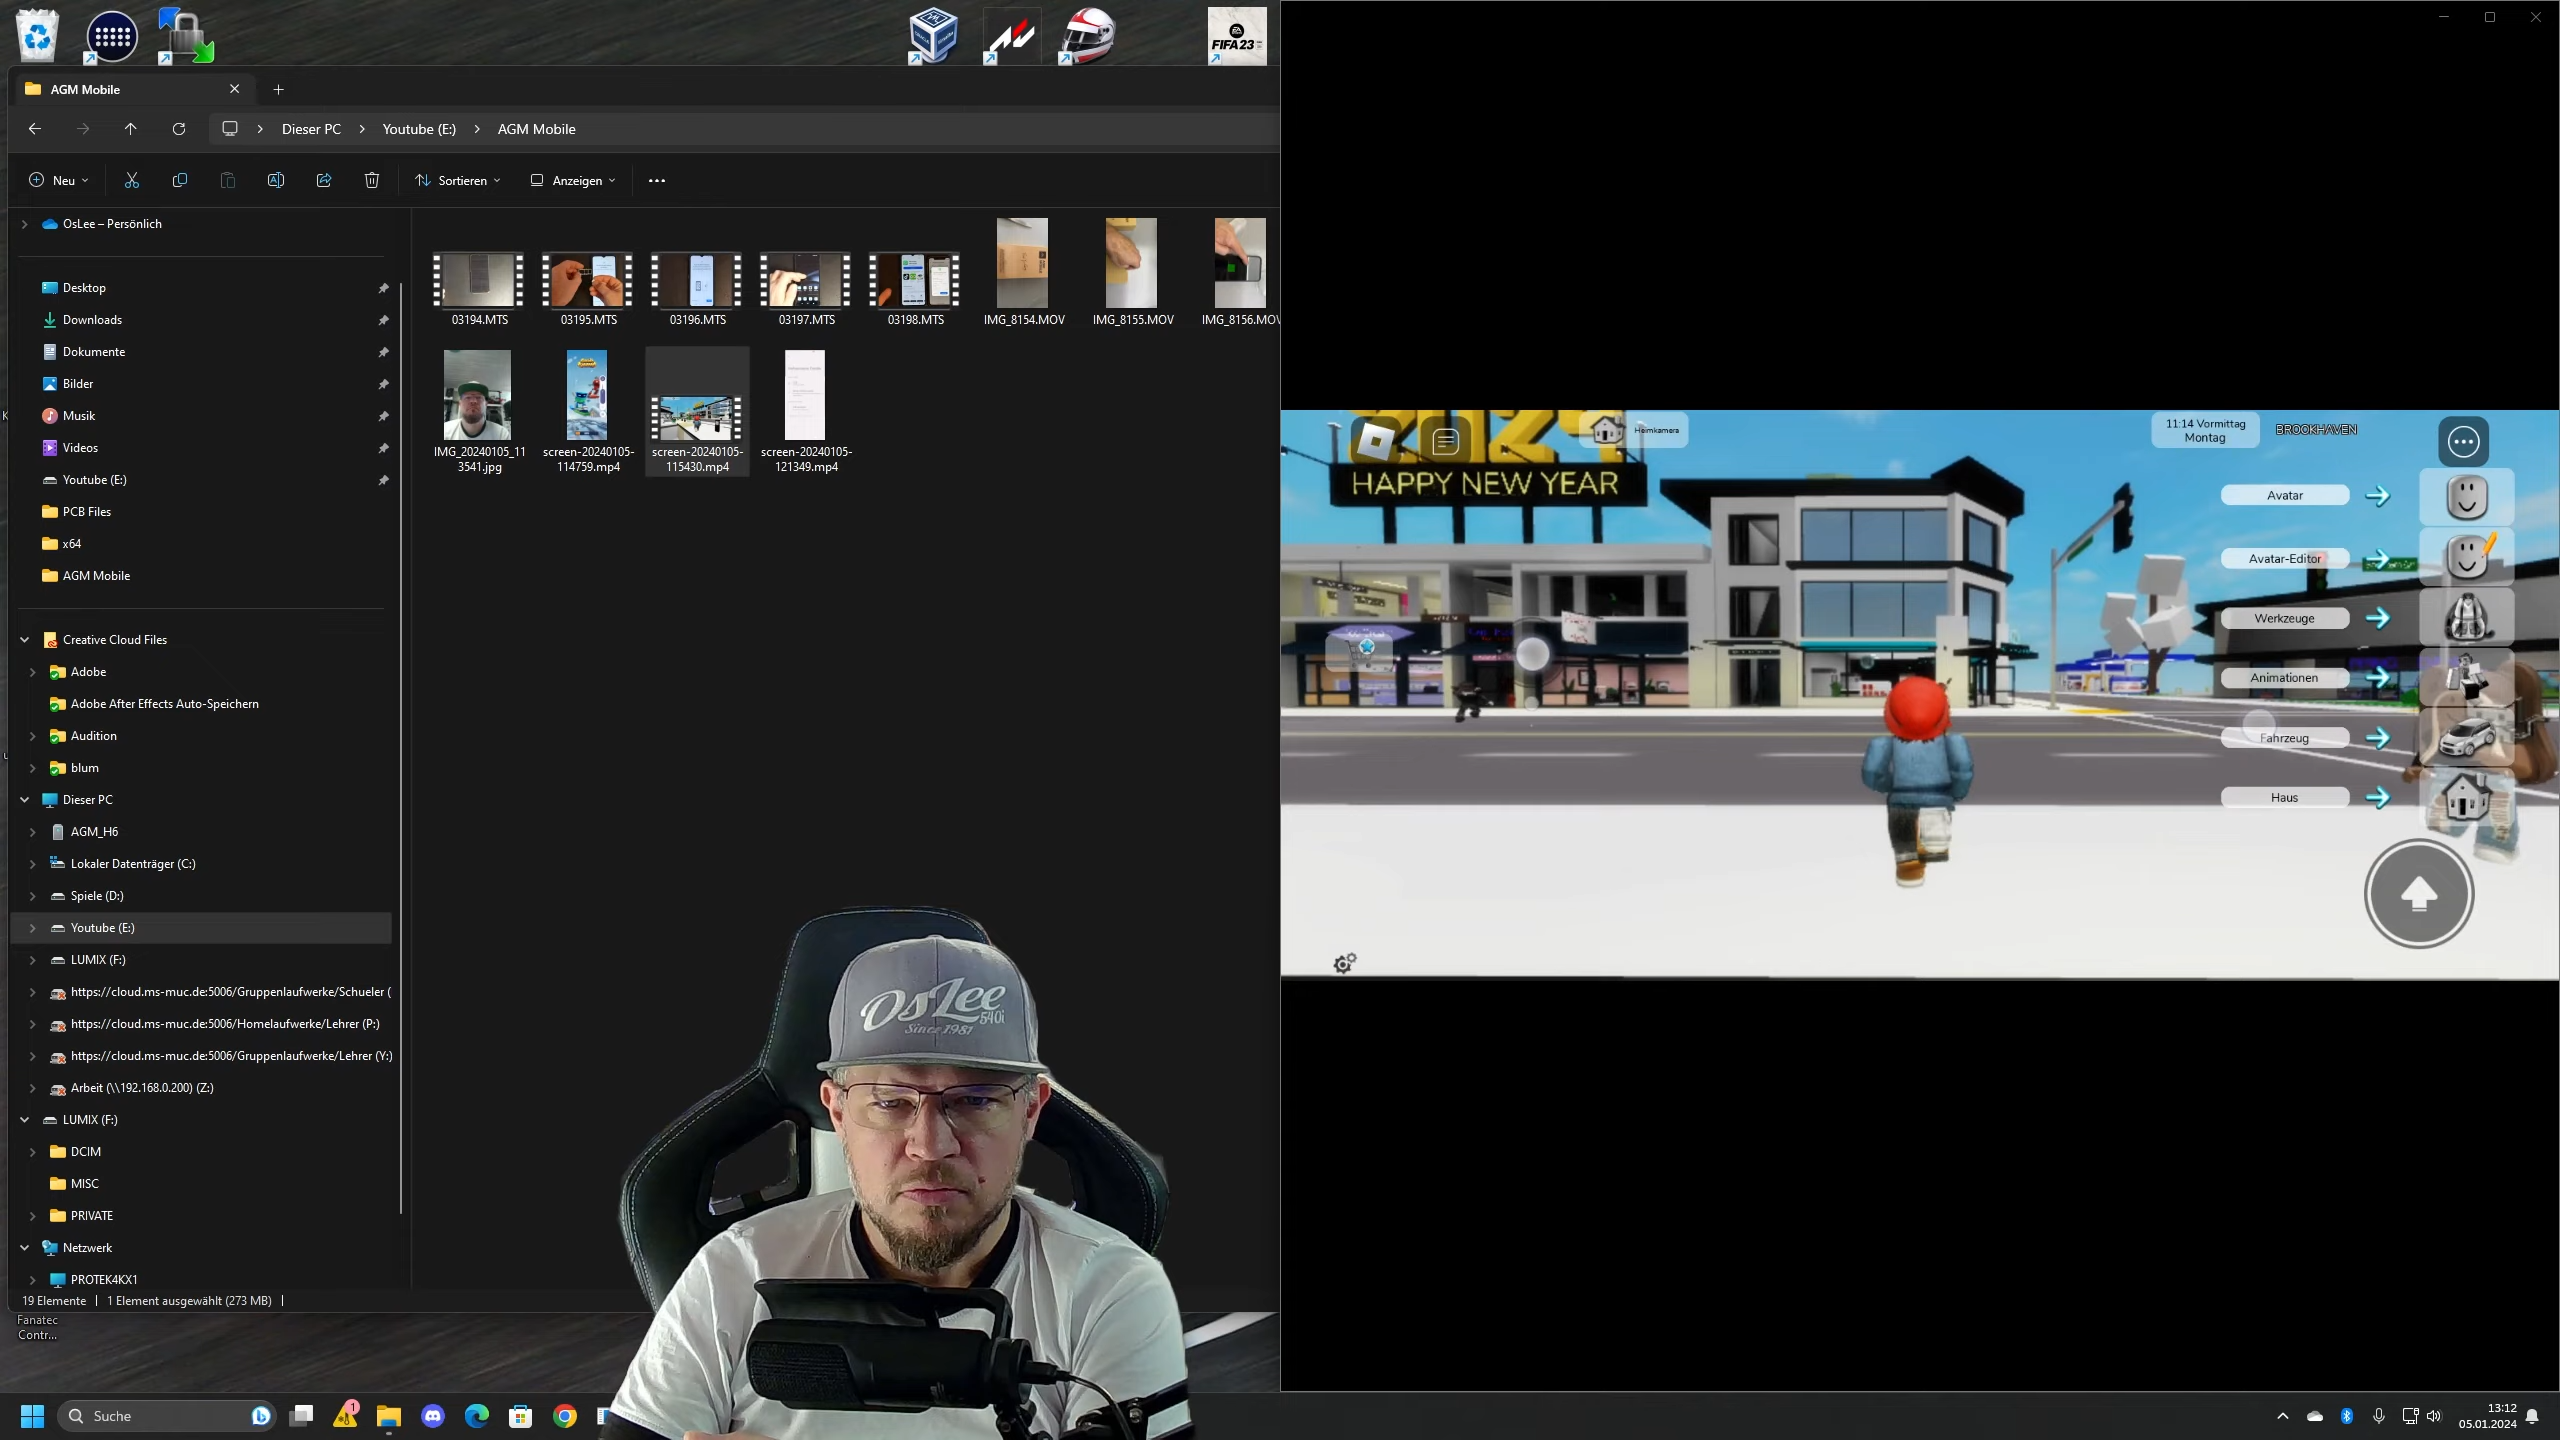 FIFA 23
AGM Mobile
Dieser PC
Youtube (E:)
AGM Mobile
Neu
Sortieren
Anzeigen
OsLee – Persönlich
Desktop
Downloads
Dokumente
Bilder
Musik
Videos
Youtube (E:)
PCB Files
x64
AGM Mobile
Creative Cloud Files
Adobe
Adobe After Effects Auto-Speichern
Audition
blum
Dieser PC
AGM_H6
Lokaler Datenträger (C:)
Spiele (D:)
Youtube (E:)
LUMIX (F:)
https://cloud.ms-muc.de:5006/Gruppenlaufwerke/Schueler (
https://cloud.ms-muc.de:5006/Homelaufwerke/Lehrer (P:)
https://cloud.ms-muc.de:5006/Gruppenlaufwerke/Lehrer (Y:)
Arbeit (\\192.168.0.200) (Z:)
LUMIX (F:)
DCIM
MISC
PRIVATE
Netzwerk
PROTEK4KX1
19 Elemente
1 Element ausgewählt (273 MB)
03194.MTS
03195.MTS
03196.MTS
03197.MTS
03198.MTS
IMG_8154.MOV
IMG_8155.MOV
IMG_8156.MOV
IMG_20240105_11
3541.jpg
screen-20240105-
114759.mp4
screen-20240105-
115430.mp4
screen-20240105-
121349.mp4
2024
HAPPY NEW YEAR
Heimkamera
11:14 Vormittag
Montag
BROOKHAVEN
Avatar
Avatar-Editor
Werkzeuge
Animationen
Fahrzeug
Haus
OsLee
540i
Since 1981
Fanatec
Contr...
Suche
1
13:12
05.01.2024